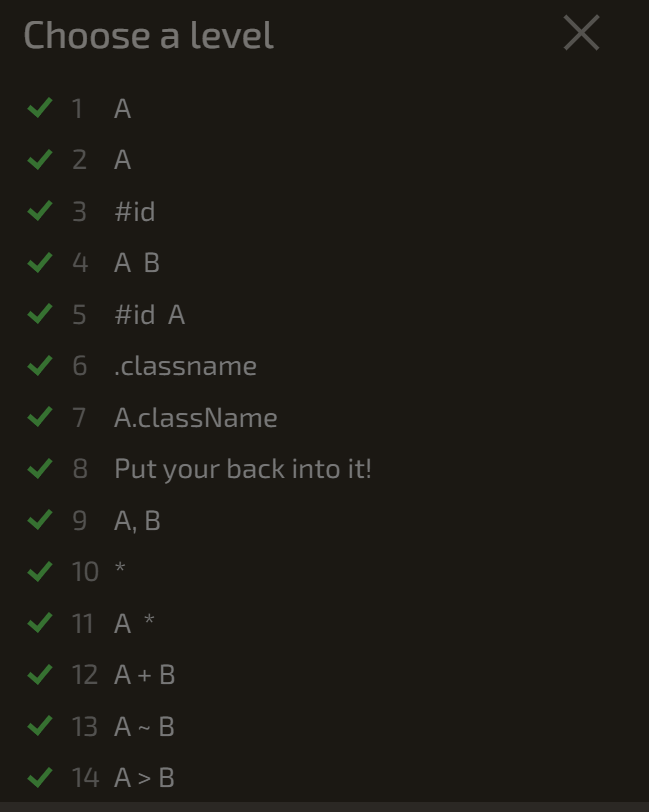 Choose a level
1 A
2 A
3 #id
4 A B
5 #id A
6 .classname
7 A.className
8 Put your back into it!
9 A, B
10 *
11 A *
12 A + B
13 A ~ B
14 A > B